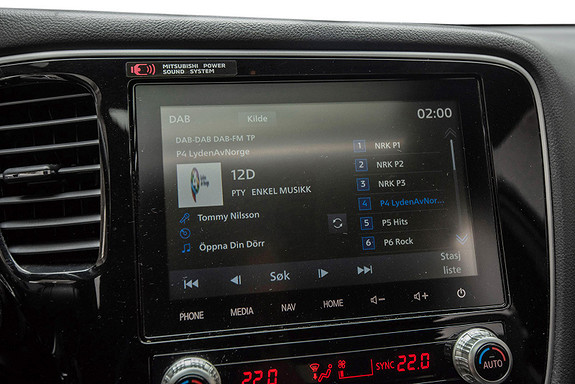 MITSUBISHI POWER
SOUND SYSTEM
DAB Kilde 02:00
DAB-DAB DAB-FM TP
P4 LydenAvNorge
12D
PTY ENKEL MUSIKK
Tommy Nilsson
Öppna Din Dörr
1 NRK P1
2 NRK P2
3 NRK P3
4 P4 LydenAvNor...
5 P5 Hits
6 P6 Rock
Søk
Stasj
liste
PHONE MEDIA NAV HOME
22.0 SYNC 22.0
AUTO